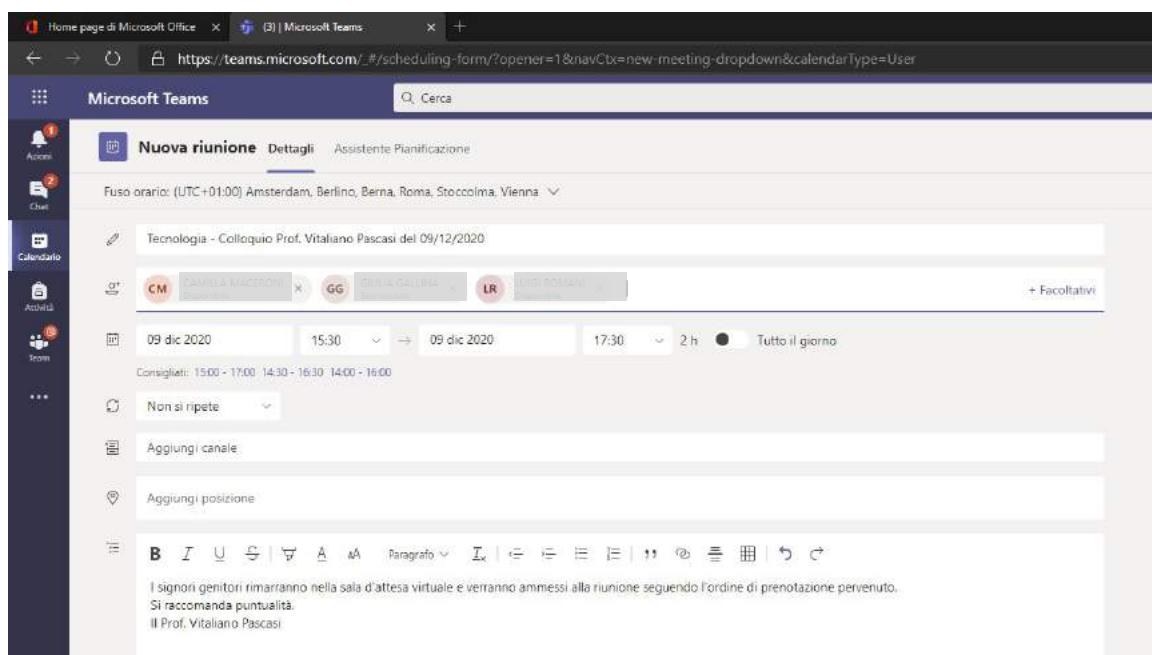 Home page di Microsoft Office
(3) | Microsoft Teams
https://teams.microsoft.com/_#/scheduling-form/?opener=1&navCtx=new-meeting-dropdown&calendarType=User
Microsoft Teams
Cerca
1
Azioni
Nuova riunione Dettagli Assistente Pianificazione
2
Chat
Fuso orario: (UTC+01:00) Amsterdam, Berlino, Berna, Roma, Stoccolma, Vienna
Calendario
Tecnologia - Colloquio Prof. Vitaliano Pascasi del 09/12/2020
Attività
CM GG LR + Facoltativi
Team
09 dic 2020 15:30 → 09 dic 2020 17:30 2 h Tutto il giorno
Consigliati: 15:00 - 17:00 14:30 - 16:30 14:00 - 16:00
Non si ripete
Aggiungi canale
Aggiungi posizione
B I U S A AA Paragrafo
I signori genitori rimarranno nella sala d'attesa virtuale e verranno ammessi alla riunione seguendo l'ordine di prenotazione pervenuto.
Si raccomanda puntualità.
Il Prof. Vitaliano Pascasi